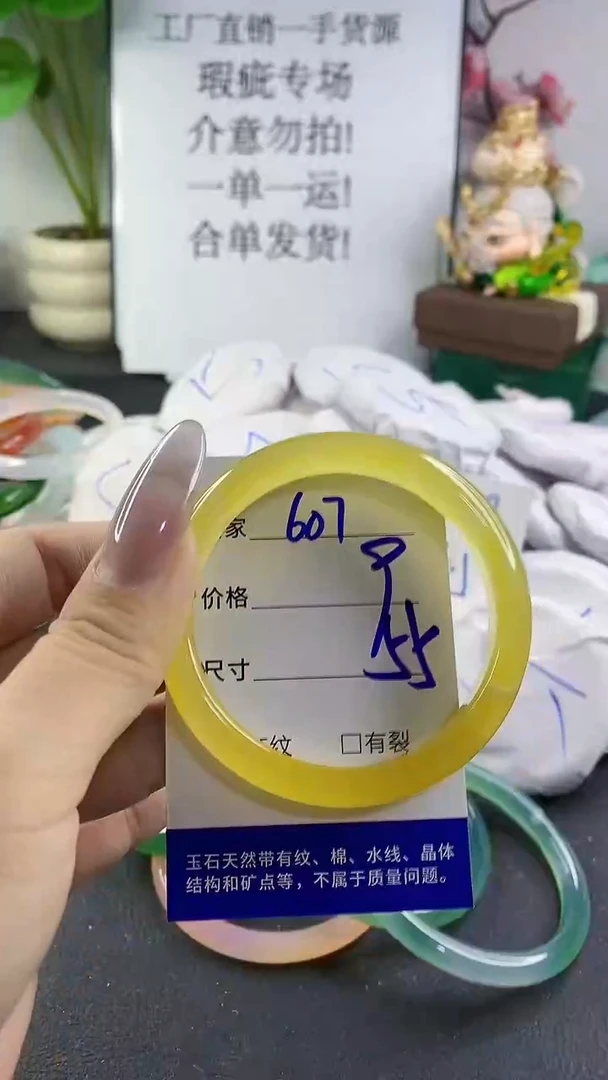 工厂直销一手货源
瑕疵专场
介意勿拍!
一单一运!
合单发货!
家 607
价格
尺寸 55
纹 □有裂
玉石天然带有纹、棉、水线、晶体
结构和矿点等，不属于质量问题。